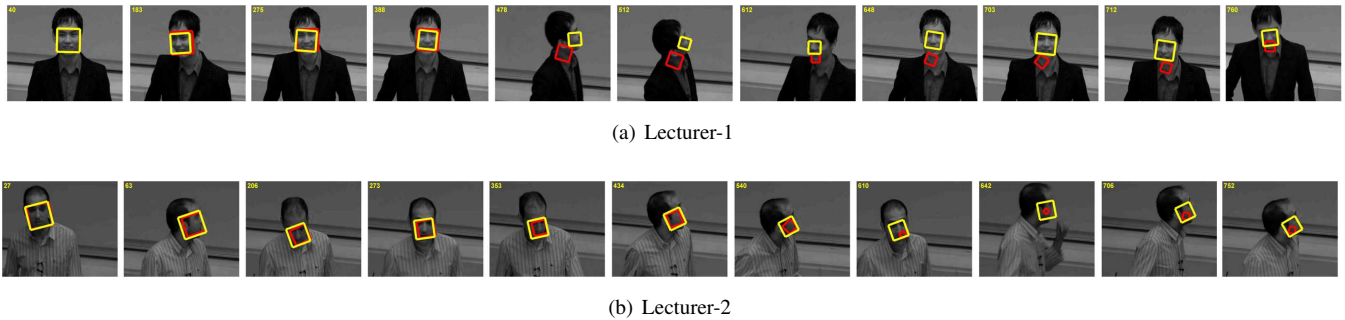 40 183 275 388 478 512 612 648 703 712 760
(a) Lecturer-1
27 63 206 273 353 434 540 610 642 706 752
(b) Lecturer-2